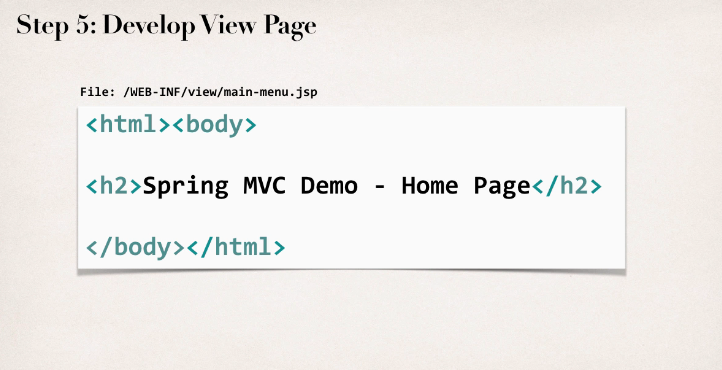 Step 5: Develop View Page
File: /WEB-INF/view/main-menu.jsp
<html><body>
<h2>Spring MVC Demo - Home Page</h2>
</body></html>